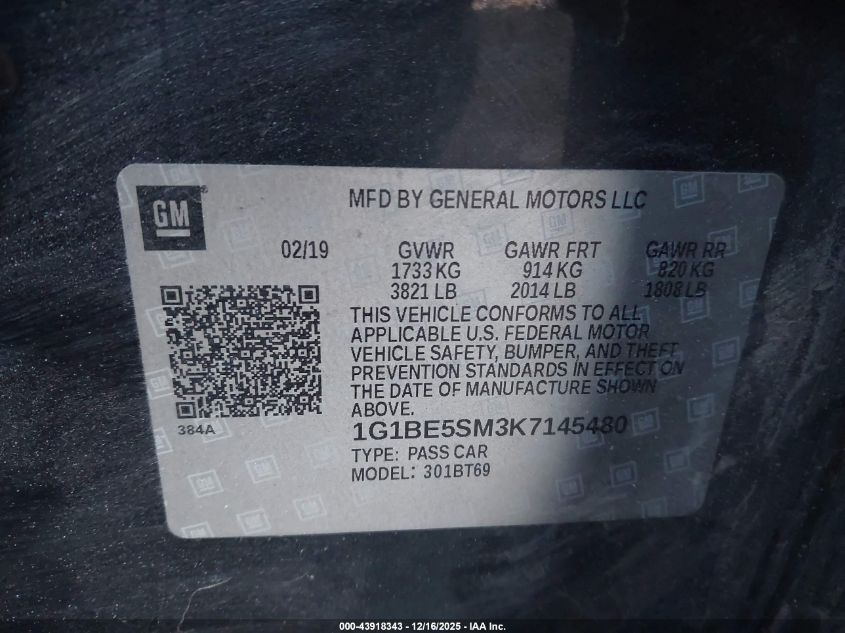 GM
MFD BY GENERAL MOTORS LLC
02/19 GVWR GAWR FRT GAWR RR
1733 KG 914 KG 820 KG
3821 LB 2014 LB 1808 LB
THIS VEHICLE CONFORMS TO ALL
APPLICABLE U.S. FEDERAL MOTOR
VEHICLE SAFETY, BUMPER, AND THEFT
PREVENTION STANDARDS IN EFFECT ON
THE DATE OF MANUFACTURE SHOWN
ABOVE.
384A
1G1BE5SM3K7145480
TYPE: PASS CAR
MODEL: 301BT69
000-43918343 - 12/16/2025 - IAA Inc.